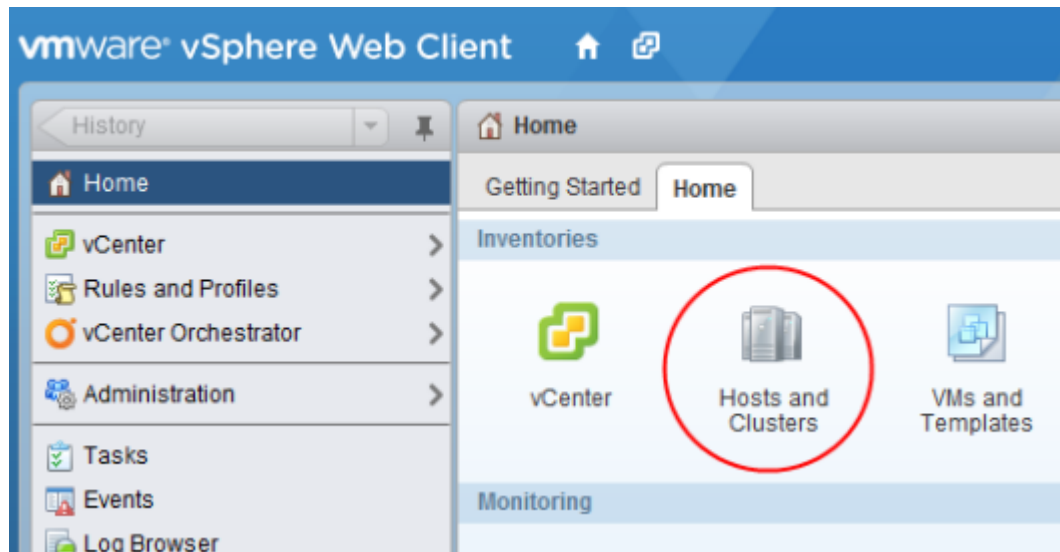 vmware® vSphere Web Client
History
Home
vCenter
Rules and Profiles
vCenter Orchestrator
Administration
Tasks
Events
Log Browser
Home
Getting Started Home
Inventories
vCenter
Hosts and
Clusters
VMs and
Templates
Monitoring